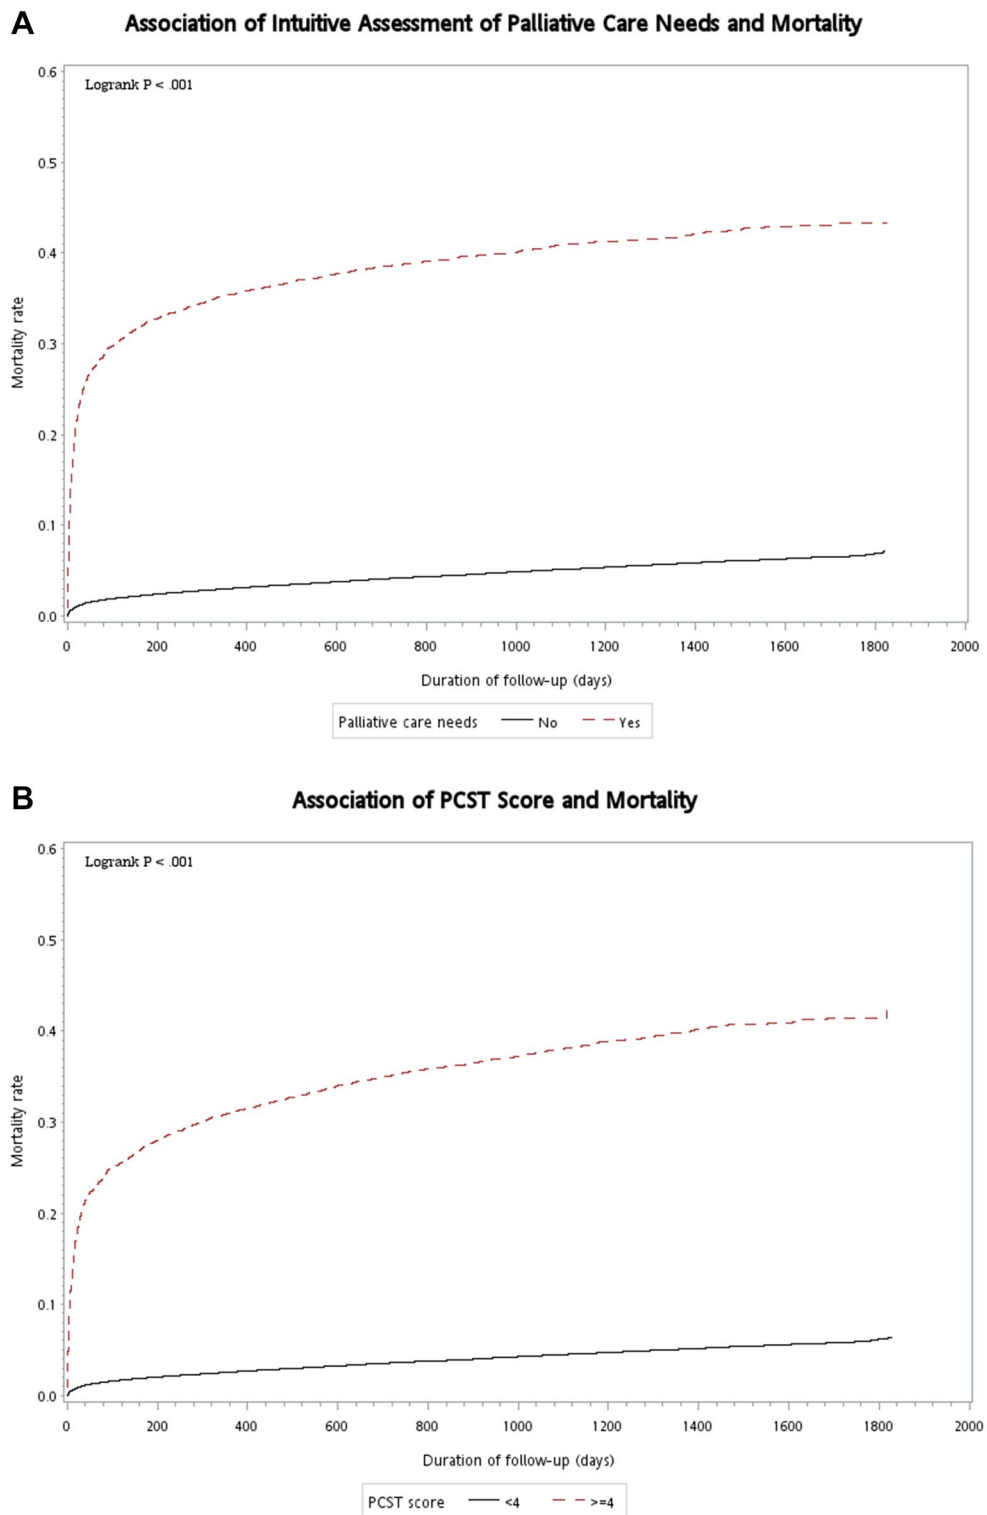 A
Association of Intuitive Assessment of Palliative Care Needs and Mortality
Logrank P < .001
0.6
0.5
0.4
0.3
0.2
0.1
0.0
Mortality rate
0 200 400 600 800 1000 1200 1400 1600 1800 2000
Duration of follow-up (days)
Palliative care needs No Yes
B
Association of PCST Score and Mortality
Logrank P < .001
0.6
0.5
0.4
0.3
0.2
0.1
0.0
Mortality rate
0 200 400 600 800 1000 1200 1400 1600 1800 2000
Duration of follow-up (days)
PCST score <4 >=4